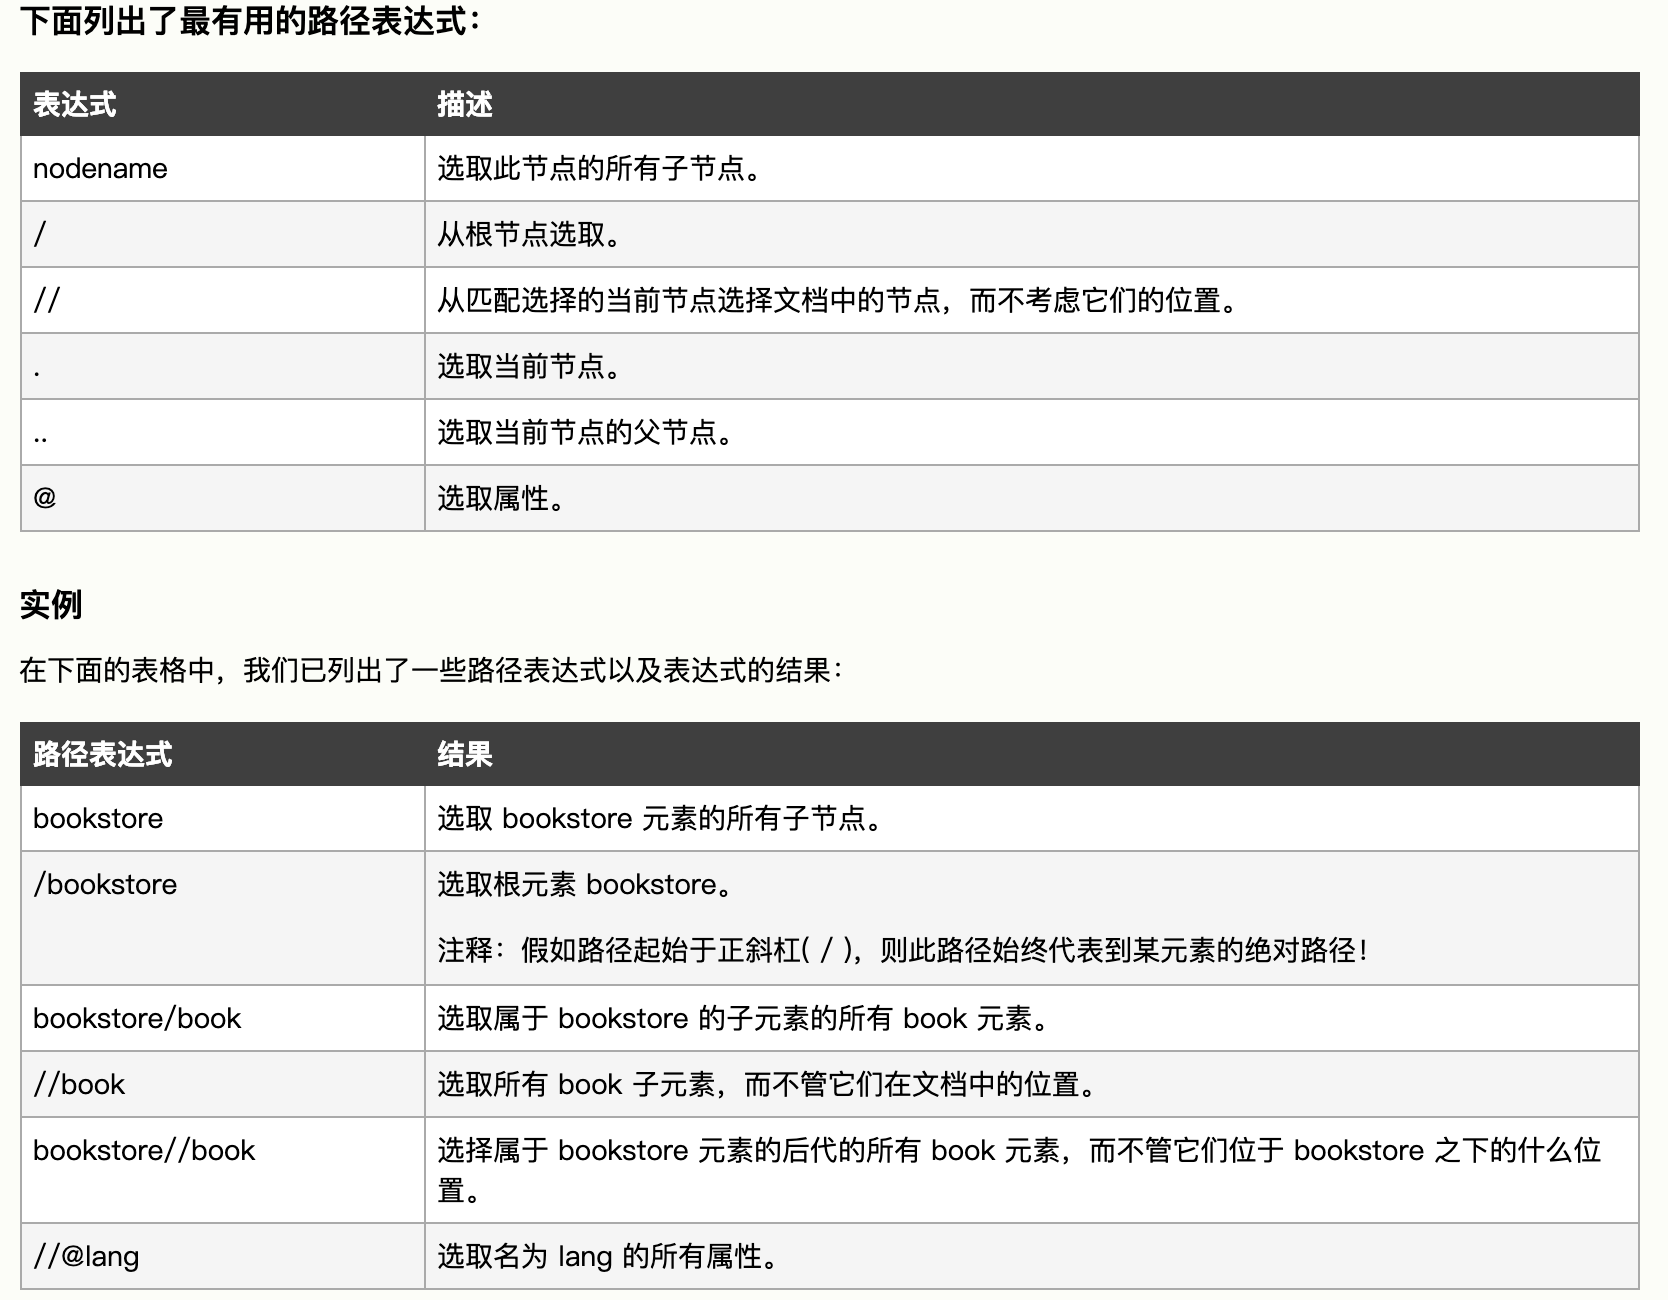 下面列出了最有用的路径表达式：
表达式 描述
nodename 选取此节点的所有子节点。
/ 从根节点选取。
// 从匹配选择的当前节点选择文档中的节点，而不考虑它们的位置。
. 选取当前节点。
.. 选取当前节点的父节点。
@ 选取属性。
实例
在下面的表格中，我们已列出了一些路径表达式以及表达式的结果：
路径表达式 结果
bookstore 选取 bookstore 元素的所有子节点。
/bookstore 选取根元素 bookstore。
注释：假如路径起始于正斜杠( / )，则此路径始终代表到某元素的绝对路径！
bookstore/book 选取属于 bookstore 的子元素的所有 book 元素。
//book 选取所有 book 子元素，而不管它们在文档中的位置。
bookstore//book 选择属于 bookstore 元素的后代的所有 book 元素，而不管它们位于 bookstore 之下的什么位
置。
//@lang 选取名为 lang 的所有属性。